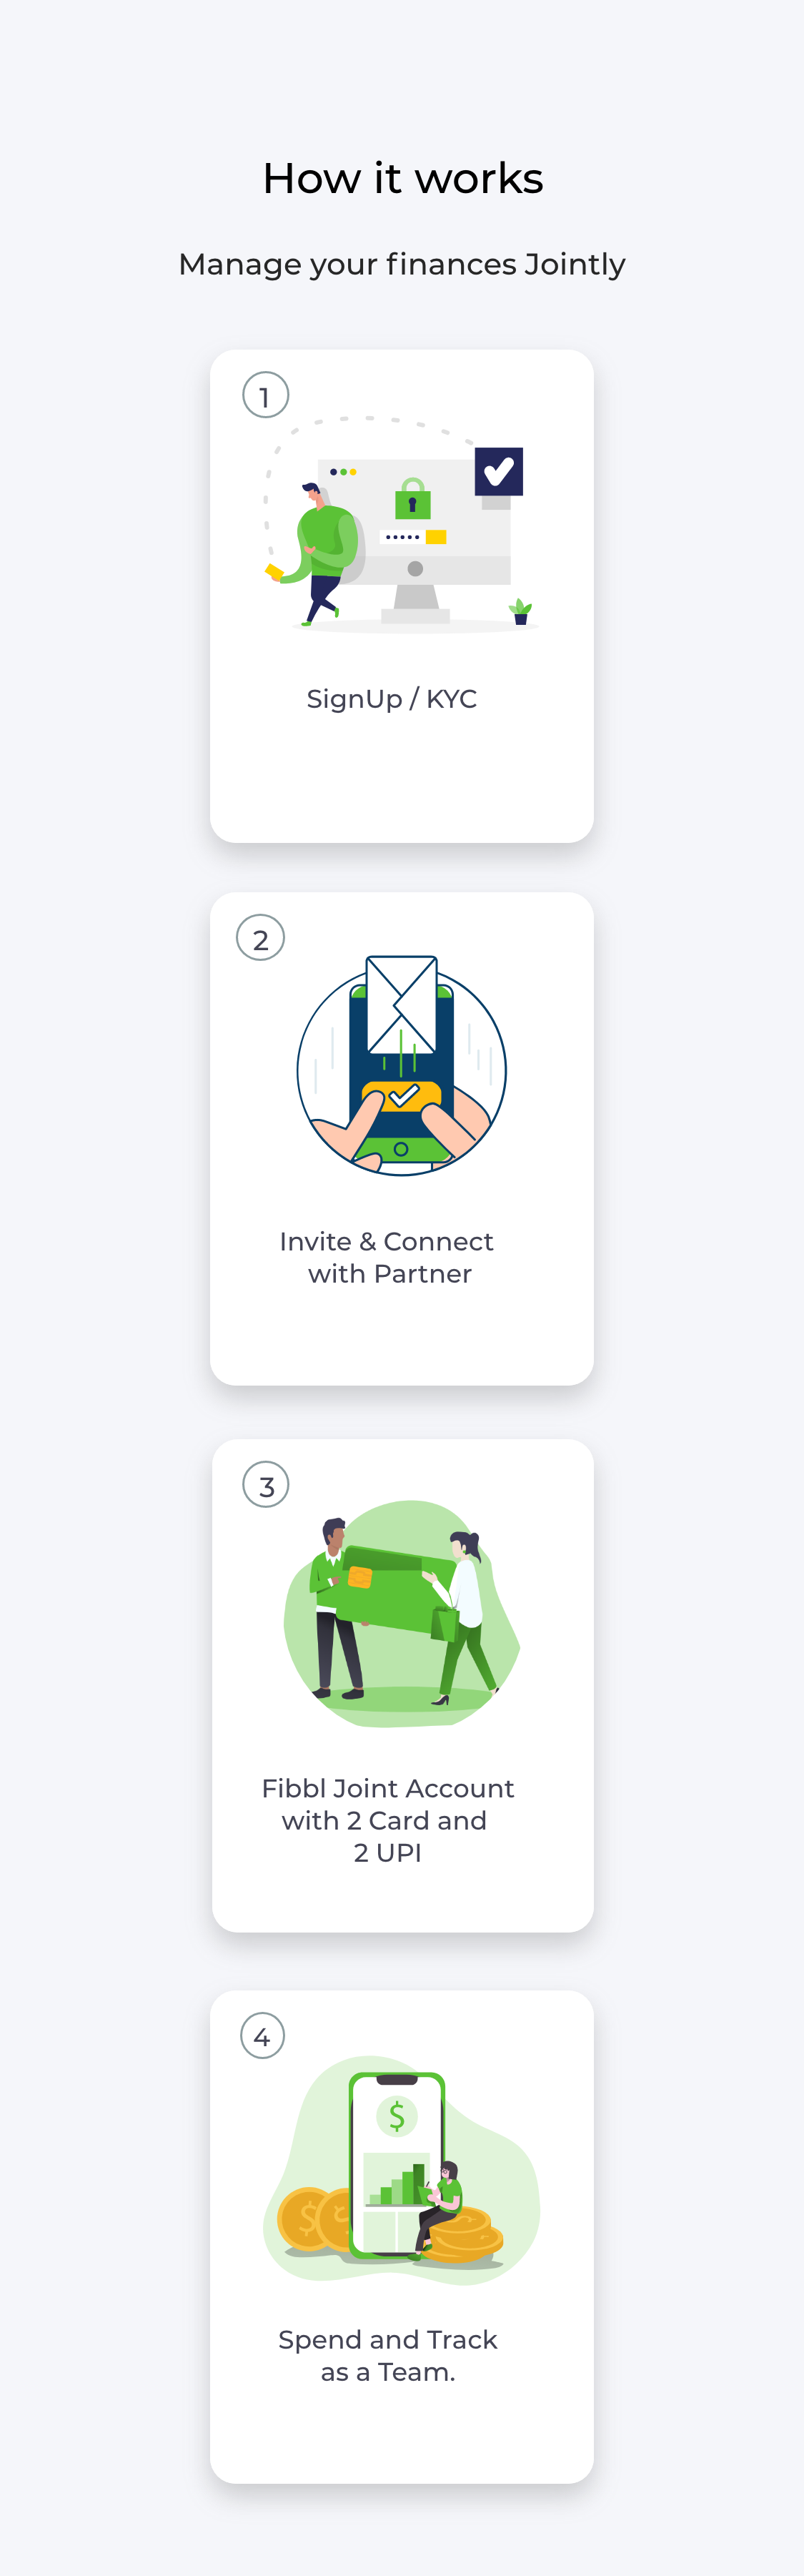 How it works
Manage your finances Jointly
1
SignUp / KYC
2
Invite & Connect
with Partner
3
Fibbl Joint Account
with 2 Card and
2 UPI
4
$
$
Spend and Track
as a Team.